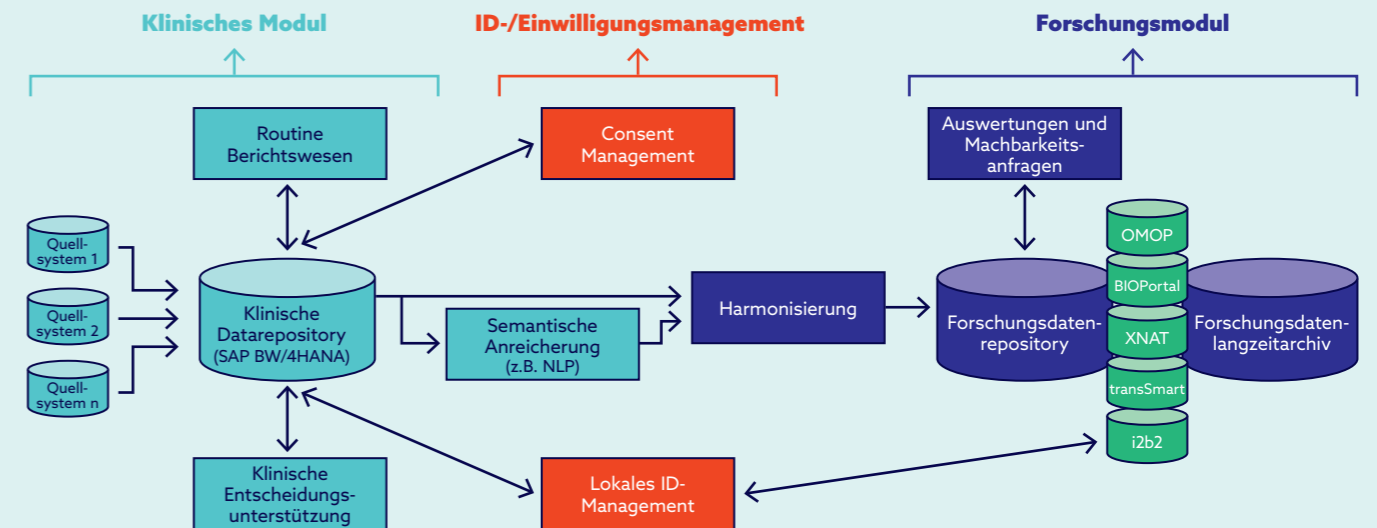 Klinisches Modul
ID-/Einwilligungsmanagement
Forschungsmodul
Routine
Berichtswesen
Consent
Management
Auswertungen und
Machbarkeits-
anfragen
Quell-
system 1
Quell-
system 2
Quell-
system n
Klinische
Datarepository
(SAP BW/4HANA)
Semantische
Anreicherung
(z.B. NLP)
Harmonisierung
Forschungsdaten-
repository
OMOP
BIOPortal
XNAT
transSmart
i2b2
Forschungsdaten-
langzeitarchiv
Klinische
Entscheidungs-
unterstützung
Lokales ID-
Management